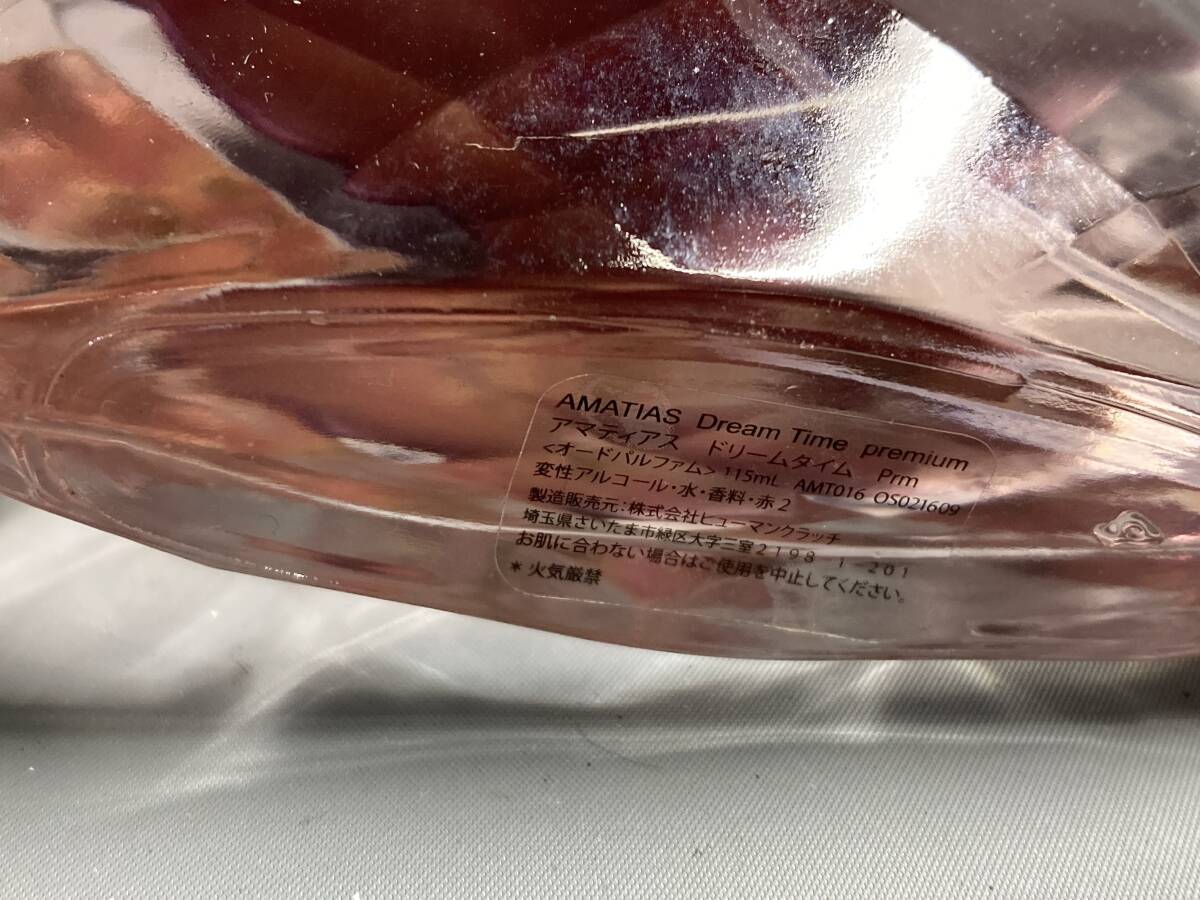 AMATIAS Dream Time premium
アマティアス ドリームタイム Prm
<オードパルファム> 115mL AMT016 OS021609
変性アルコール・水・香料・赤2
製造販売元：株式会社ヒューマンクラッチ
埼玉県さいたま市緑区大字三室２１９８－１－２０１
お肌に合わない場合はご使用を中止してください。
＊火気厳禁